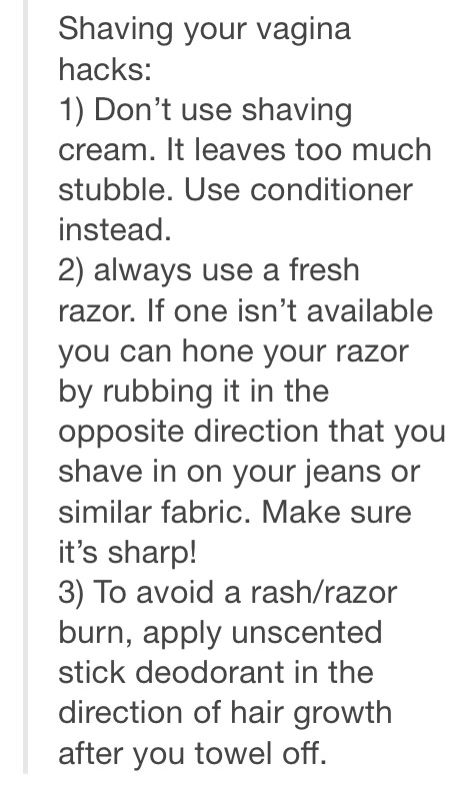 Shaving your vagina
hacks:
1) Don’t use shaving
cream. It leaves too much
stubble. Use conditioner
instead.
2) always use a fresh
razor. If one isn’t available
you can hone your razor
by rubbing it in the
opposite direction that you
shave in on your jeans or
similar fabric. Make sure
it’s sharp!
3) To avoid a rash/razor
burn, apply unscented
stick deodorant in the
direction of hair growth
after you towel off.